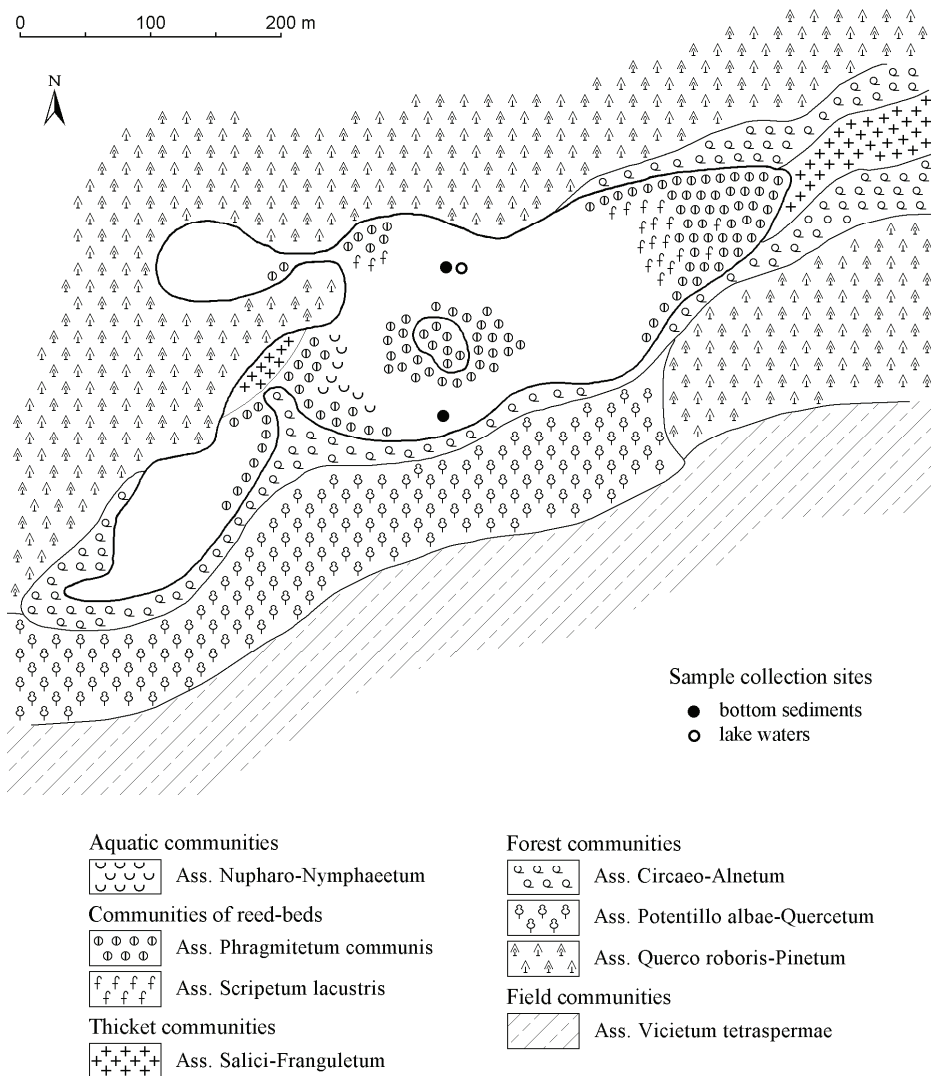 0 100 200 m
N
Sample collection sites
bottom sediments
lake waters
Aquatic communities
Ass. Nupharo-Nymphaeetum
Communities of reed-beds
Ass. Phragmitetum communis
Ass. Scripetum lacustris
Thicket communities
Ass. Salici-Franguletum
Forest communities
Ass. Circaeo-Alnetum
Ass. Potentillo albae-Quercetum
Ass. Querco roboris-Pinetum
Field communities
Ass. Vicietum tetraspermae